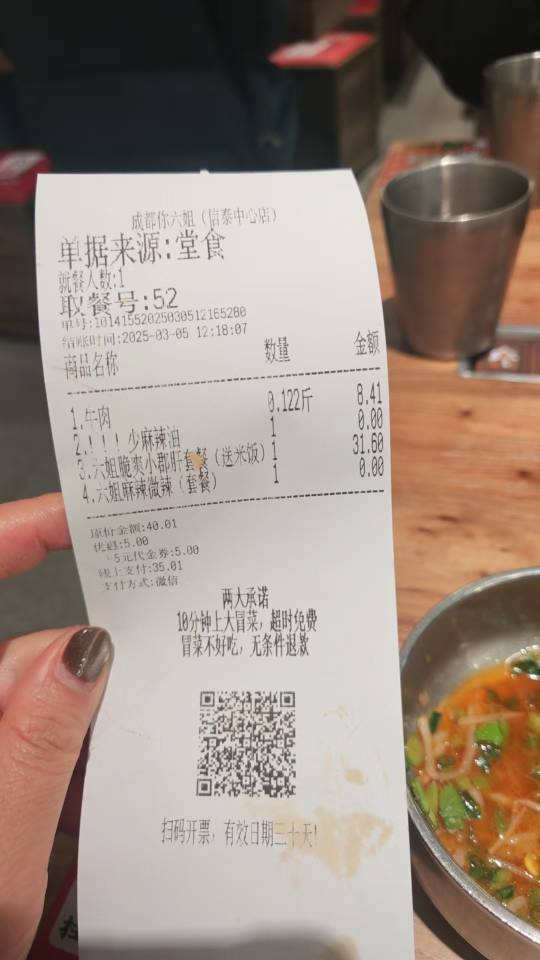 成都你六姐（信泰中心店）
单据来源:堂食
就餐人数:1
取餐号:52
单号:1014155202503051216528​0
结账时间:2025-03-05 12:18:07
商品名称 数量 金额
1.牛肉 0.122斤 8.41
2.！！！少麻辣油 1 0.00
3.六姐脆爽小郡肝套餐（送米饭） 1 31.60
4.六姐麻辣微辣（套餐） 1 0.00
原价金额:40.01
优惠:5.00
-5元代金券:5.00
线上支付:35.01
支付方式:微信
两大承诺
10分钟上大冒菜，超时免费
冒菜不好吃，无条件退款
扫码开票，有效日期三十天!